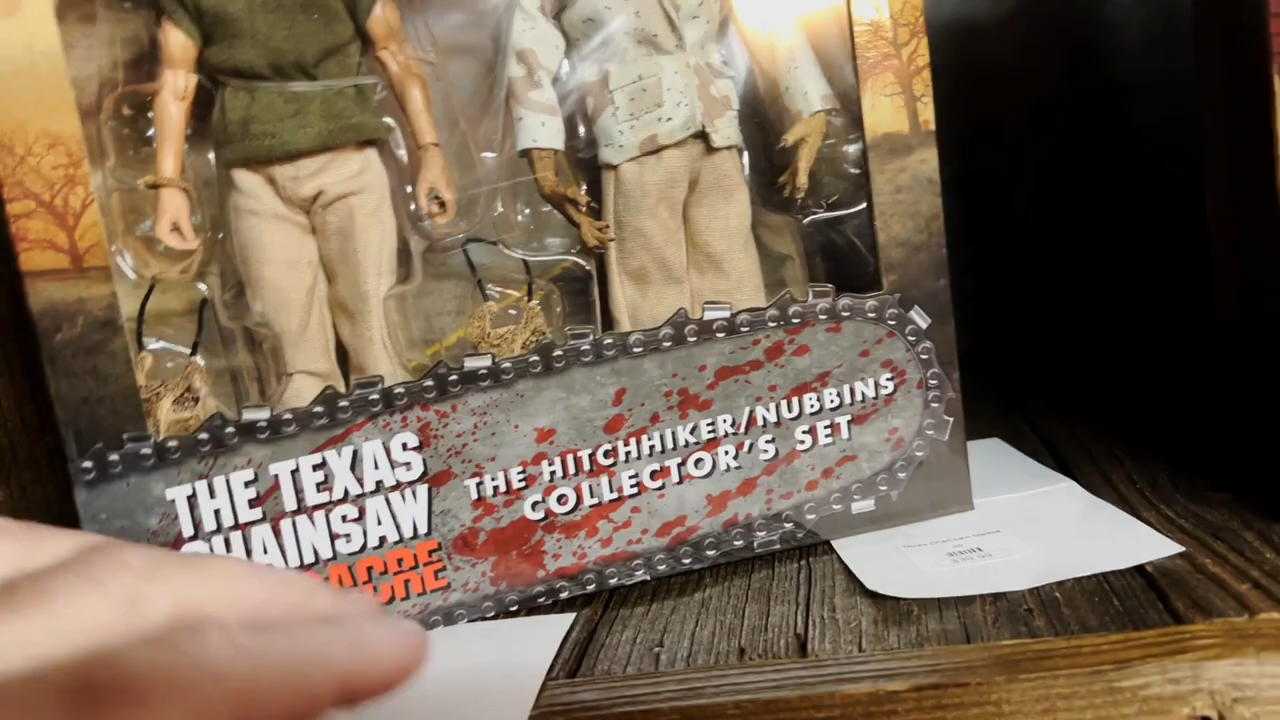 THE TEXAS
CHAINSAW
THE HITCHHIKER/NUBBINS
COLLECTOR'S SET